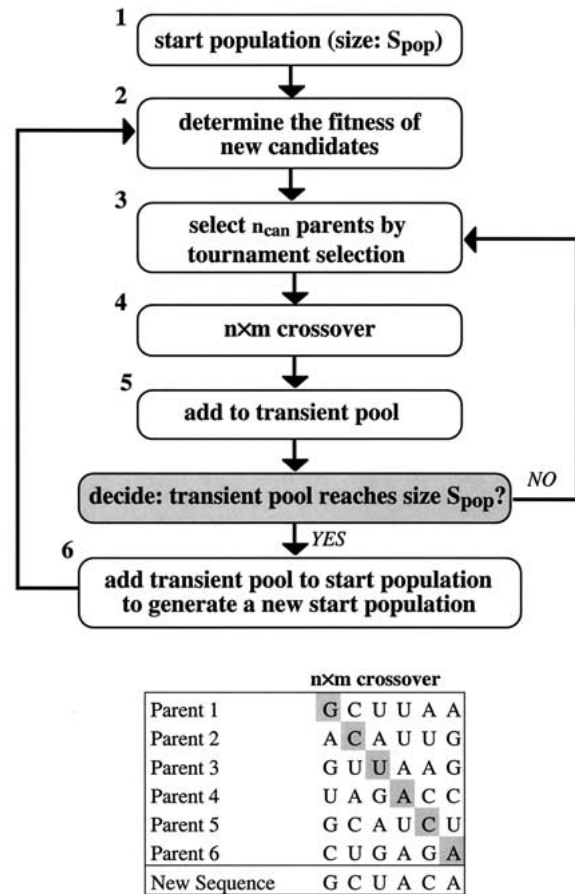 1
start population (size: Spop)
2
determine the fitness of
new candidates
3
select ncan parents by
tournament selection
4
n×m crossover
5
add to transient pool
decide: transient pool reaches size Spop?
NO
YES
6
add transient pool to start population
to generate a new start population
n×m crossover
Parent 1 G C U U A A
Parent 2 A C A U U G
Parent 3 G U U A A G
Parent 4 U A G A C C
Parent 5 G C A U C U
Parent 6 C U G A G A
New Sequence G C U A C A